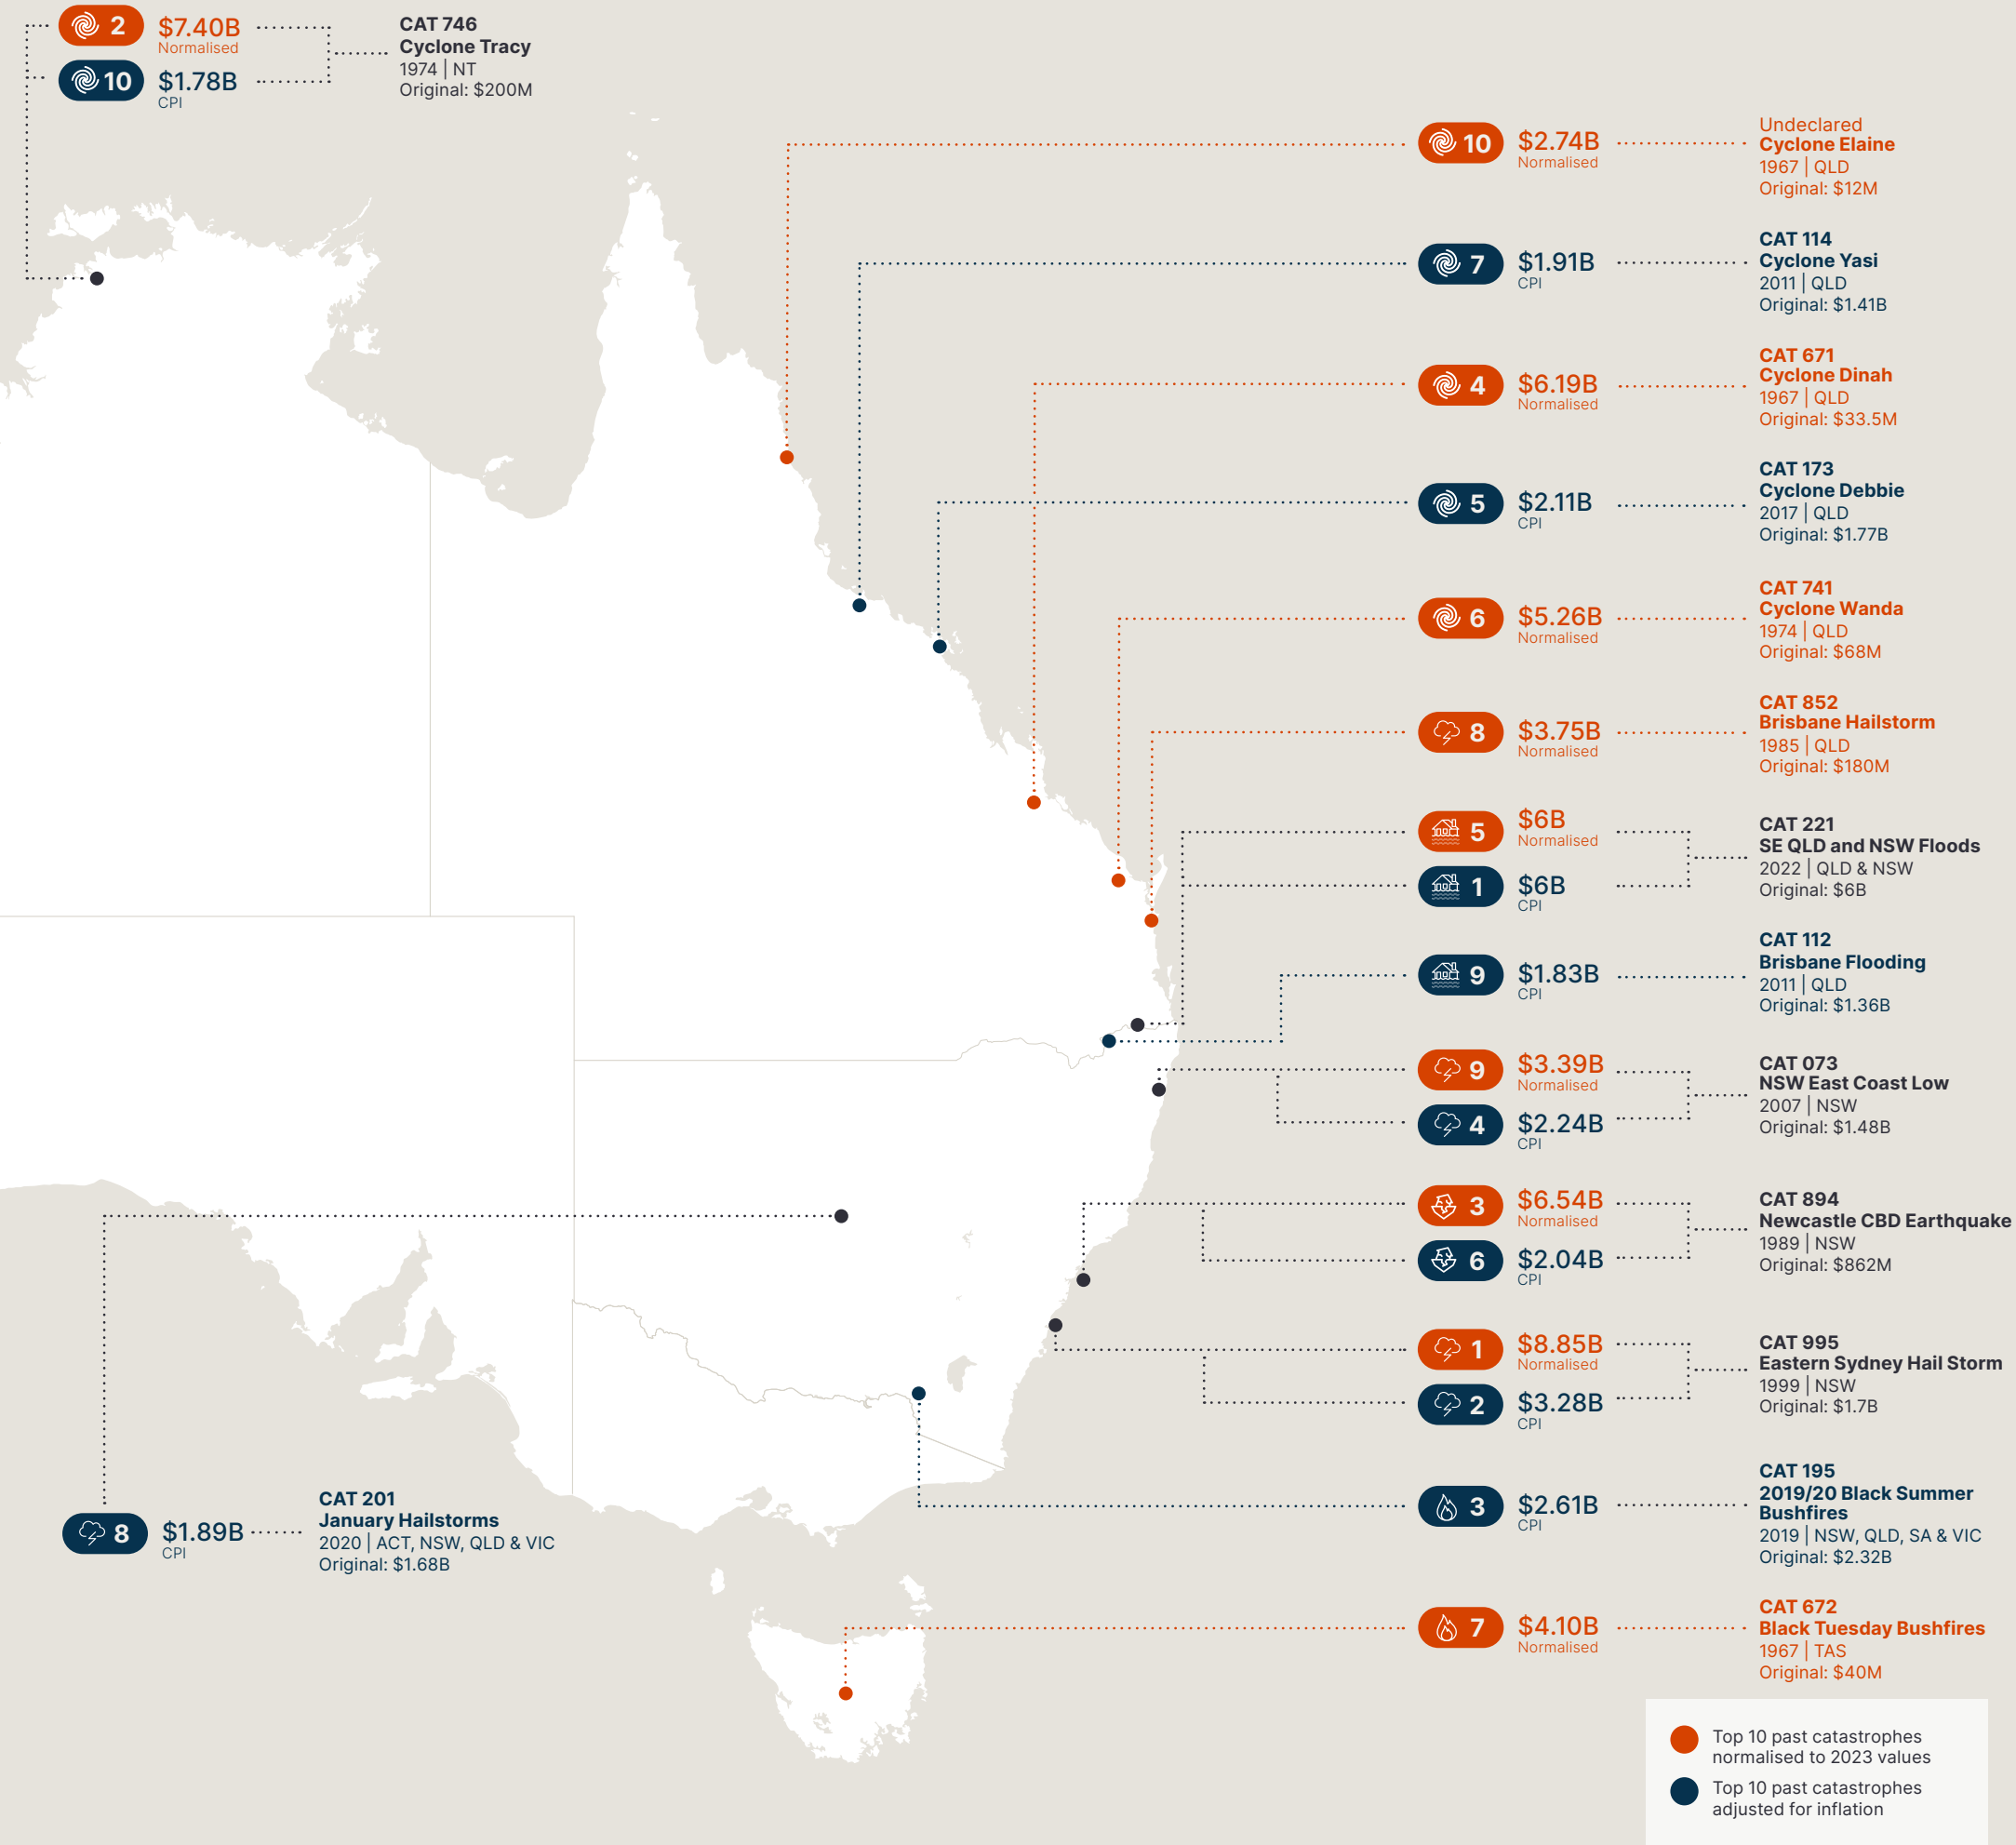 2 $7.40B
Normalised
10 $1.78B
CPI
CAT 746
Cyclone Tracy
1974 | NT
Original: $200M
10 $2.74B
Normalised
Undeclared
Cyclone Elaine
1967 | QLD
Original: $12M
7 $1.91B
CPI
CAT 114
Cyclone Yasi
2011 | QLD
Original: $1.41B
4 $6.19B
Normalised
CAT 671
Cyclone Dinah
1967 | QLD
Original: $33.5M
5 $2.11B
CPI
CAT 173
Cyclone Debbie
2017 | QLD
Original: $1.77B
6 $5.26B
Normalised
CAT 741
Cyclone Wanda
1974 | QLD
Original: $68M
8 $3.75B
Normalised
CAT 852
Brisbane Hailstorm
1985 | QLD
Original: $180M
5 $6B
Normalised
1 $6B
CPI
CAT 221
SE QLD and NSW Floods
2022 | QLD & NSW
Original: $6B
9 $1.83B
CPI
CAT 112
Brisbane Flooding
2011 | QLD
Original: $1.36B
9 $3.39B
Normalised
4 $2.24B
CPI
CAT 073
NSW East Coast Low
2007 | NSW
Original: $1.48B
3 $6.54B
Normalised
6 $2.04B
CPI
CAT 894
Newcastle CBD Earthquake
1989 | NSW
Original: $862M
1 $8.85B
Normalised
2 $3.28B
CPI
CAT 995
Eastern Sydney Hail Storm
1999 | NSW
Original: $1.7B
3 $2.61B
CPI
CAT 195
2019/20 Black Summer
Bushfires
2019 | NSW, QLD, SA & VIC
Original: $2.32B
8 $1.89B
CPI
CAT 201
January Hailstorms
2020 | ACT, NSW, QLD & VIC
Original: $1.68B
7 $4.10B
Normalised
CAT 672
Black Tuesday Bushfires
1967 | TAS
Original: $40M
Top 10 past catastrophes
normalised to 2023 values
Top 10 past catastrophes
adjusted for inflation